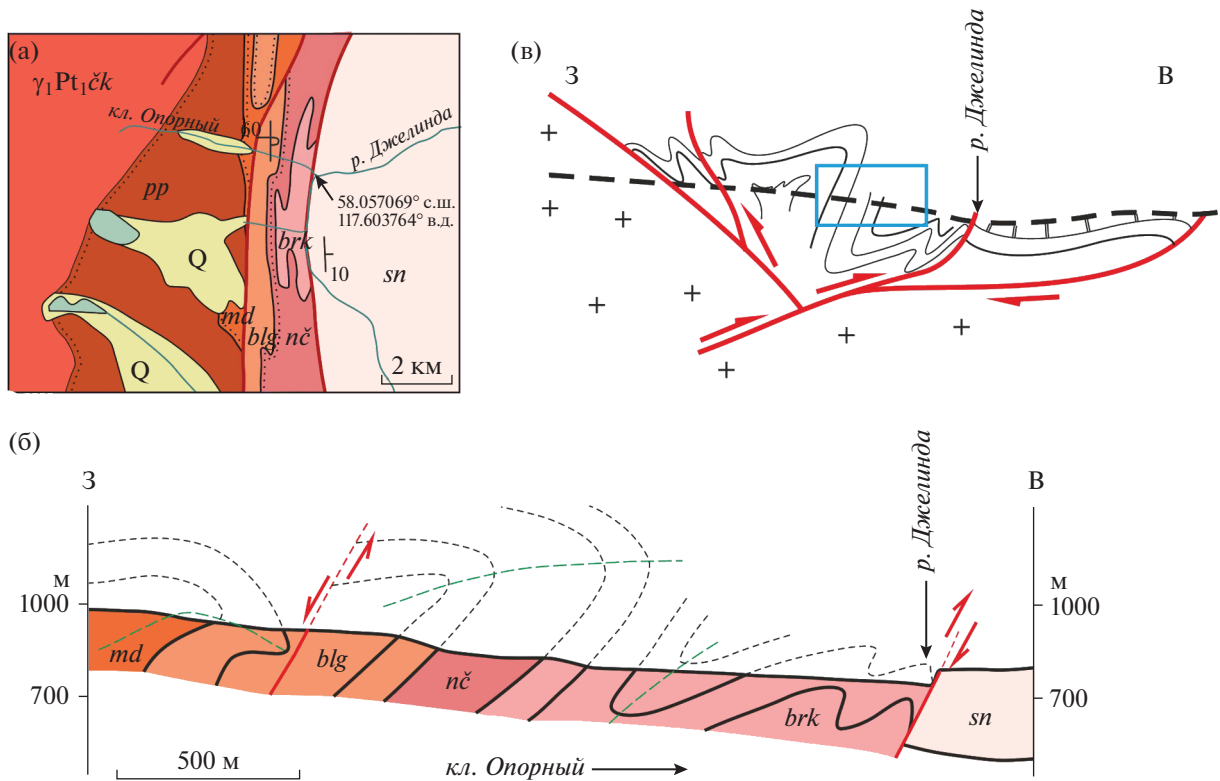 (а)
γ₁Pt₁čk
кл. Опорный
60
р. Джелинда
58.057069° с.ш.
117.603764° в.д.
pp
Q
brk
10
sn
md
blg nč
Q
2 км
(в)
З
В
р. Джелинда
(б)
З
В
р. Джелинда
м
1000
700
м
1000
700
md
blg
nč
brk
sn
500 м
кл. Опорный